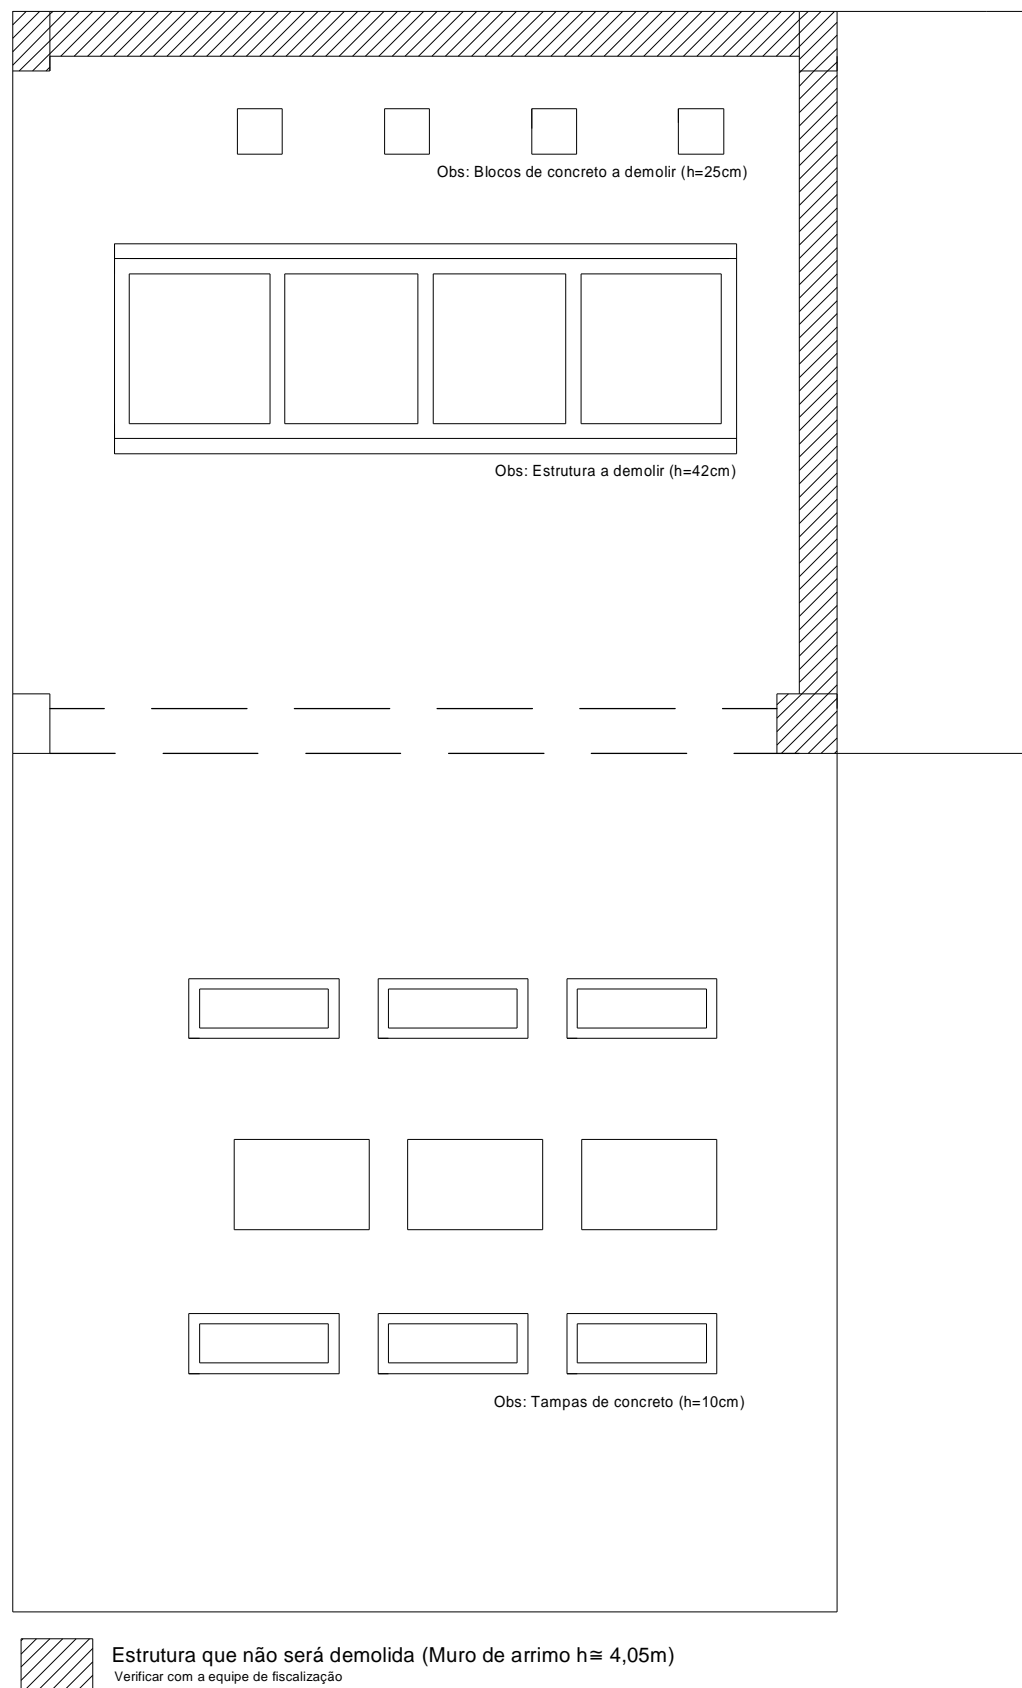 Obs: Blocos de concreto a demolir (h=25cm)
Obs: Estrutura a demolir (h=42cm)
Obs: Tampas de concreto (h=10cm)
Estrutura que não será demolida (Muro de arrimo h≅ 4,05m)
Verificar com a equipe de fiscalização